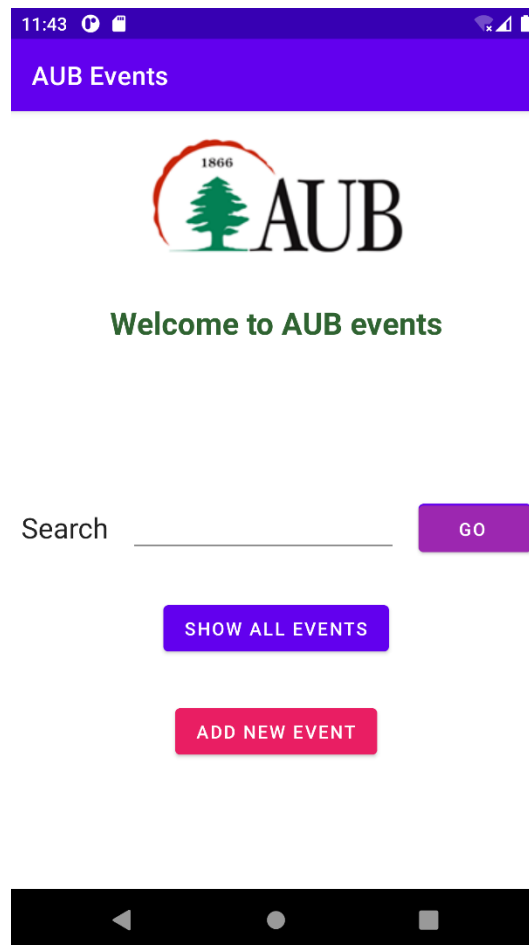 11:43
AUB Events
1866
AUB
Welcome to AUB events
Search
GO
SHOW ALL EVENTS
ADD NEW EVENT